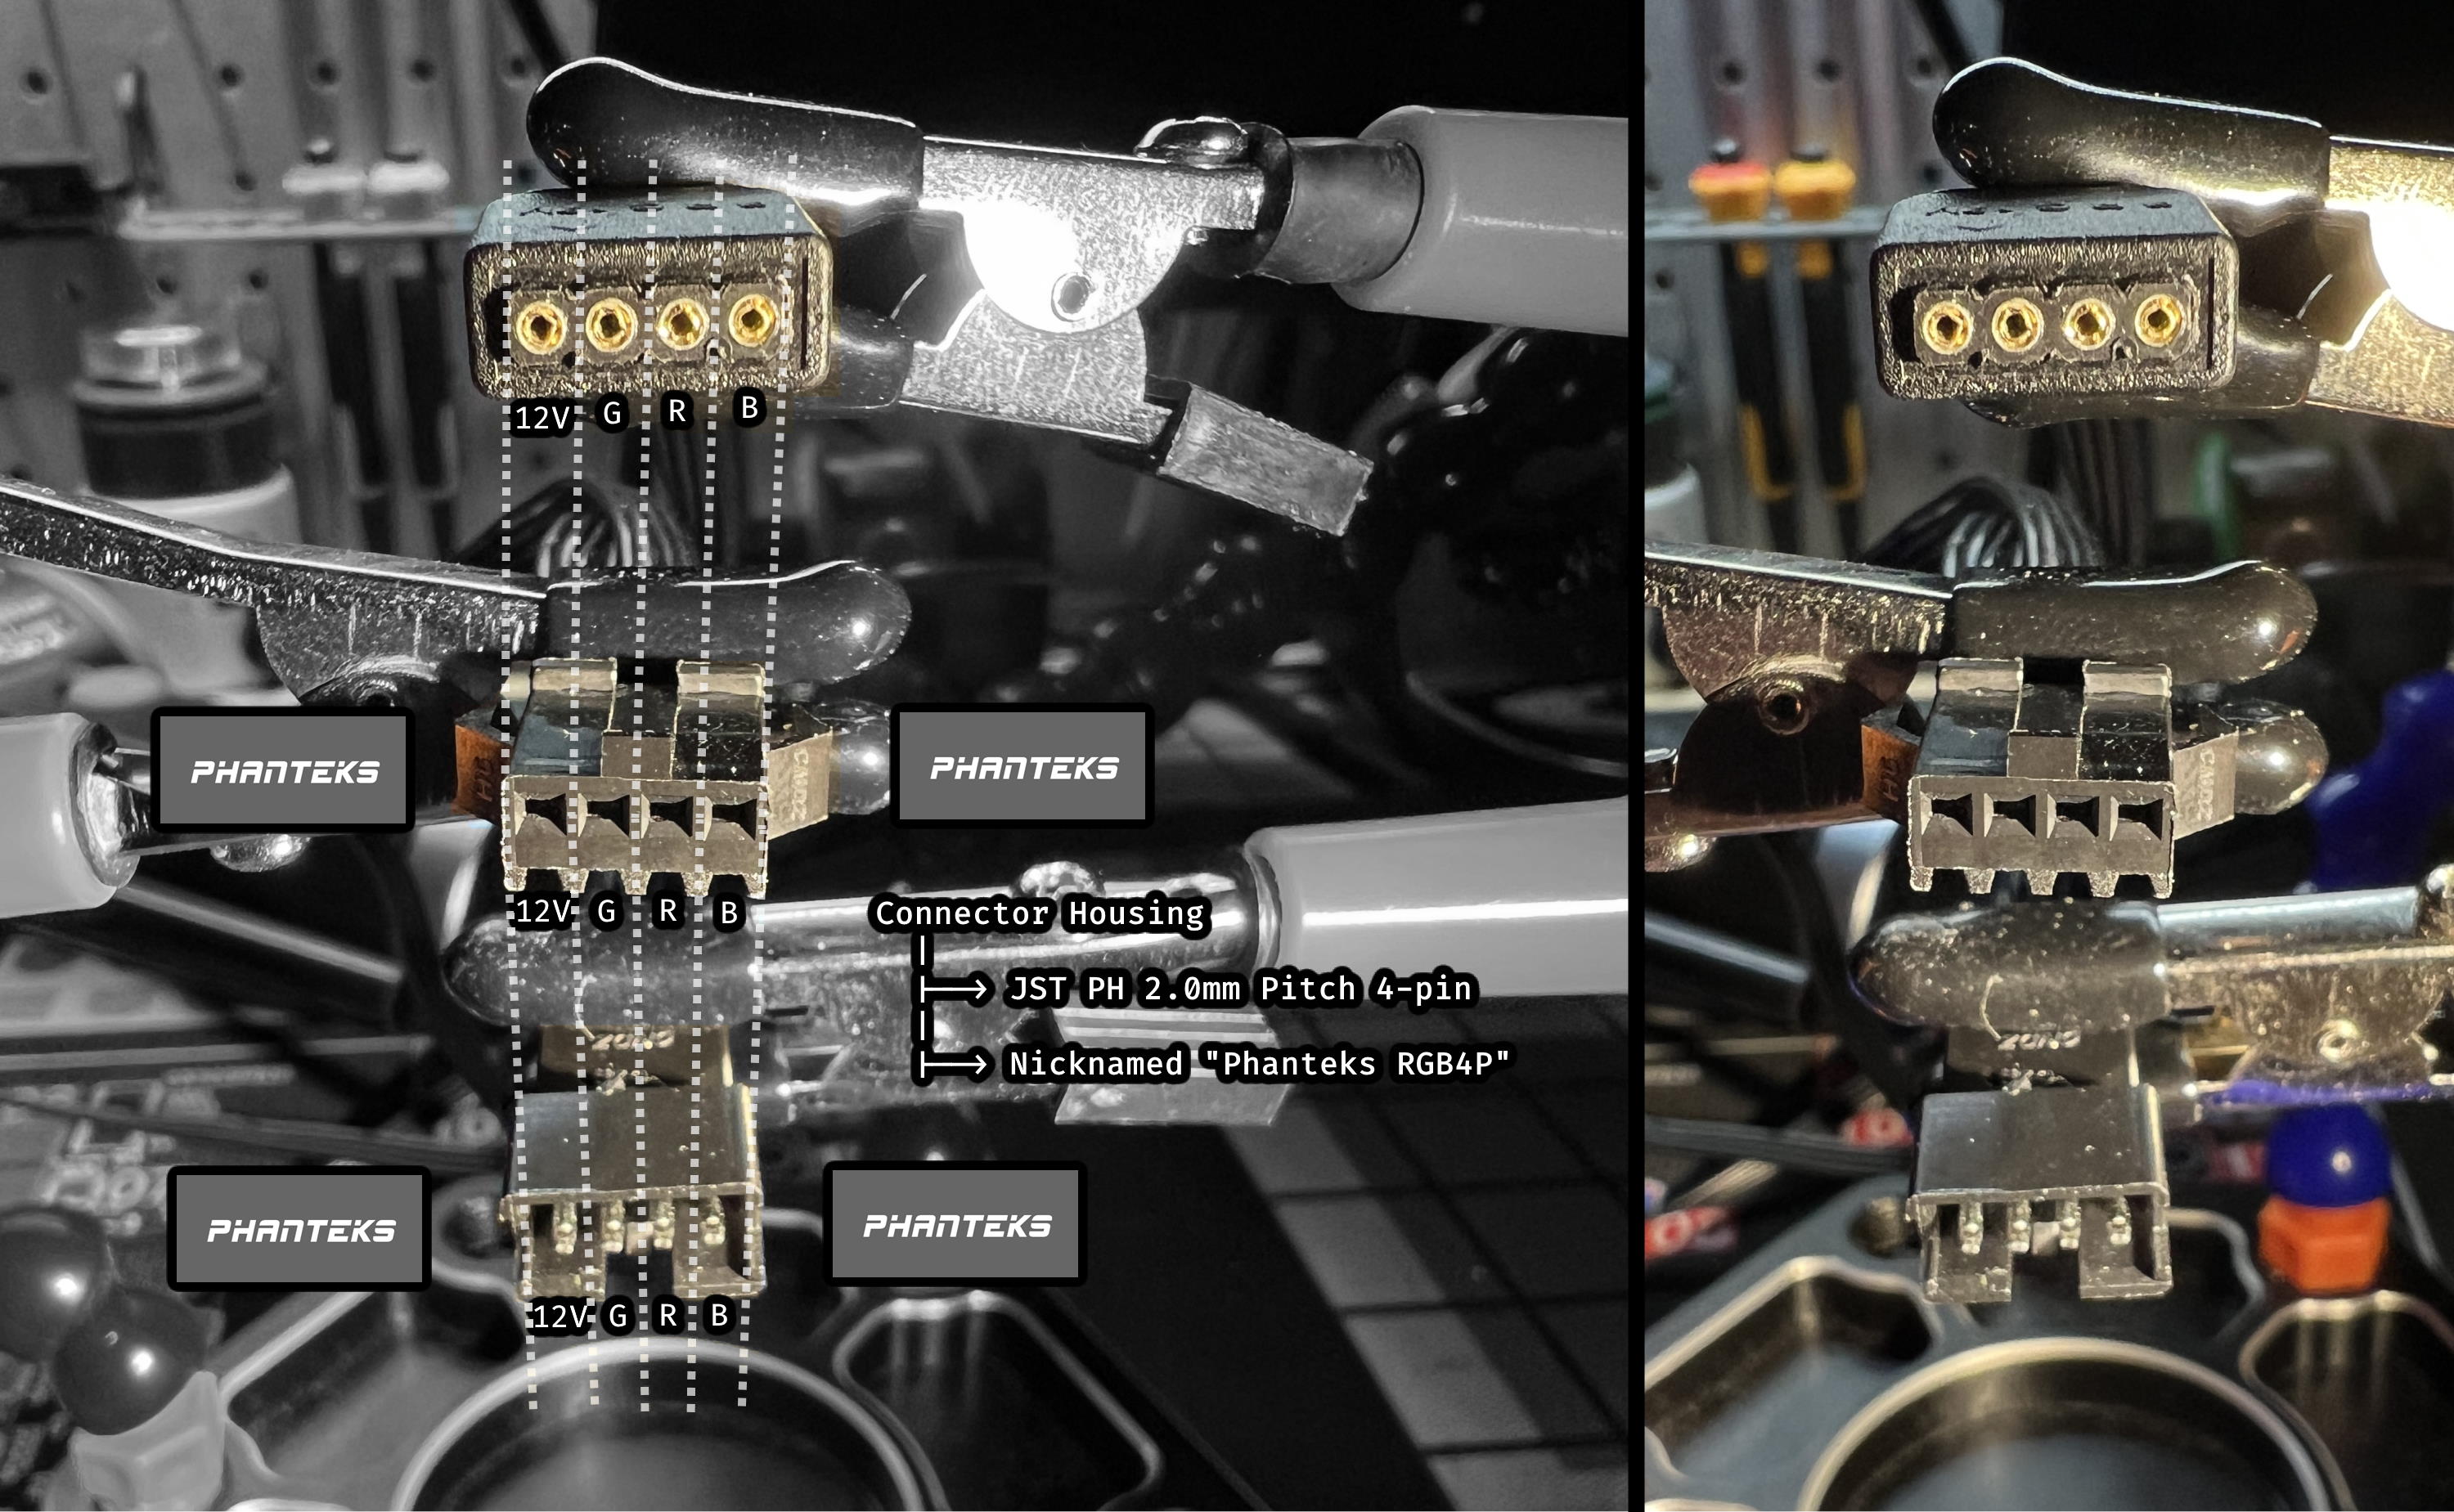 12V G R B
PHANTEKS
PHANTEKS
12V G R B
Connector Housing
JST PH 2.0mm Pitch 4-pin
Nicknamed "Phanteks RGB4P"
PHANTEKS
PHANTEKS
12V G R B